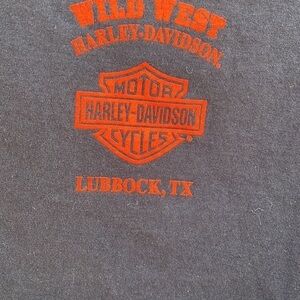 WILD WEST
HARLEY-DAVIDSON®
MOTOR
HARLEY-DAVIDSON
CYCLES
LUBBOCK, TX